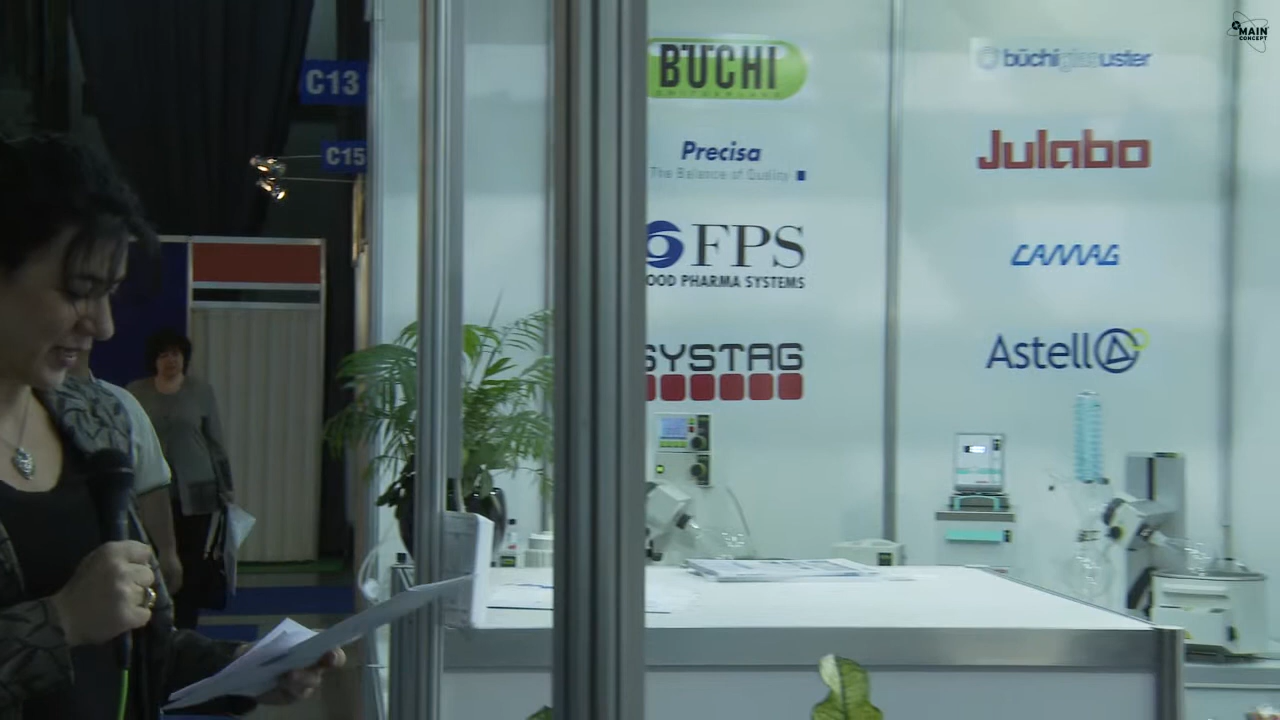 C13
C15
BÜCHI
SWITZERLAND
Precisa
The Balance of Quality
FPS
OOD PHARMA SYSTEMS
SYSTAG
büchiglasuster
Julabo
CAMAG
Astell
MAIN
CONCEPT